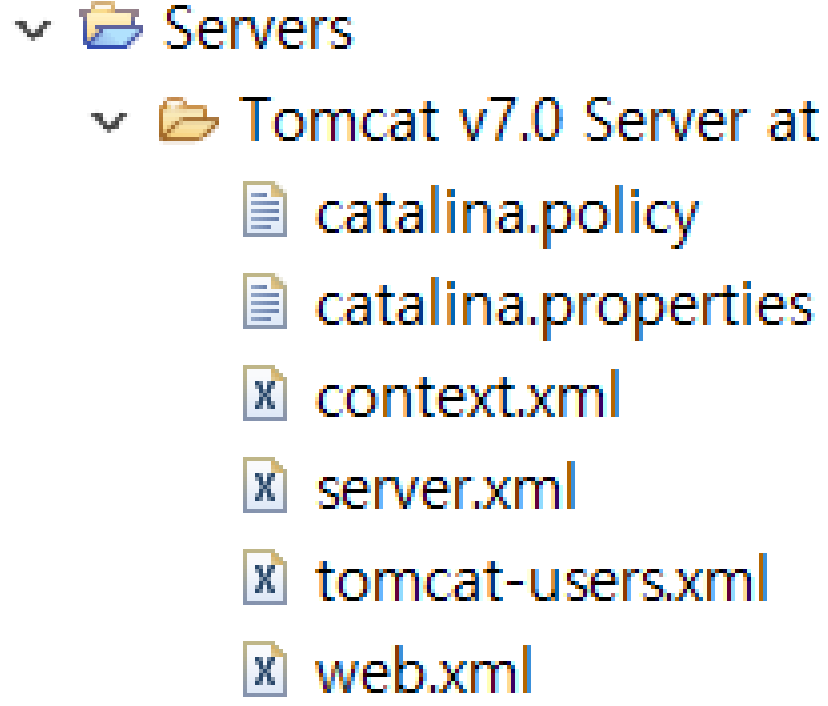 Servers
Tomcat v7.0 Server at
catalina.policy
catalina.properties
context.xml
server.xml
tomcat-users.xml
web.xml